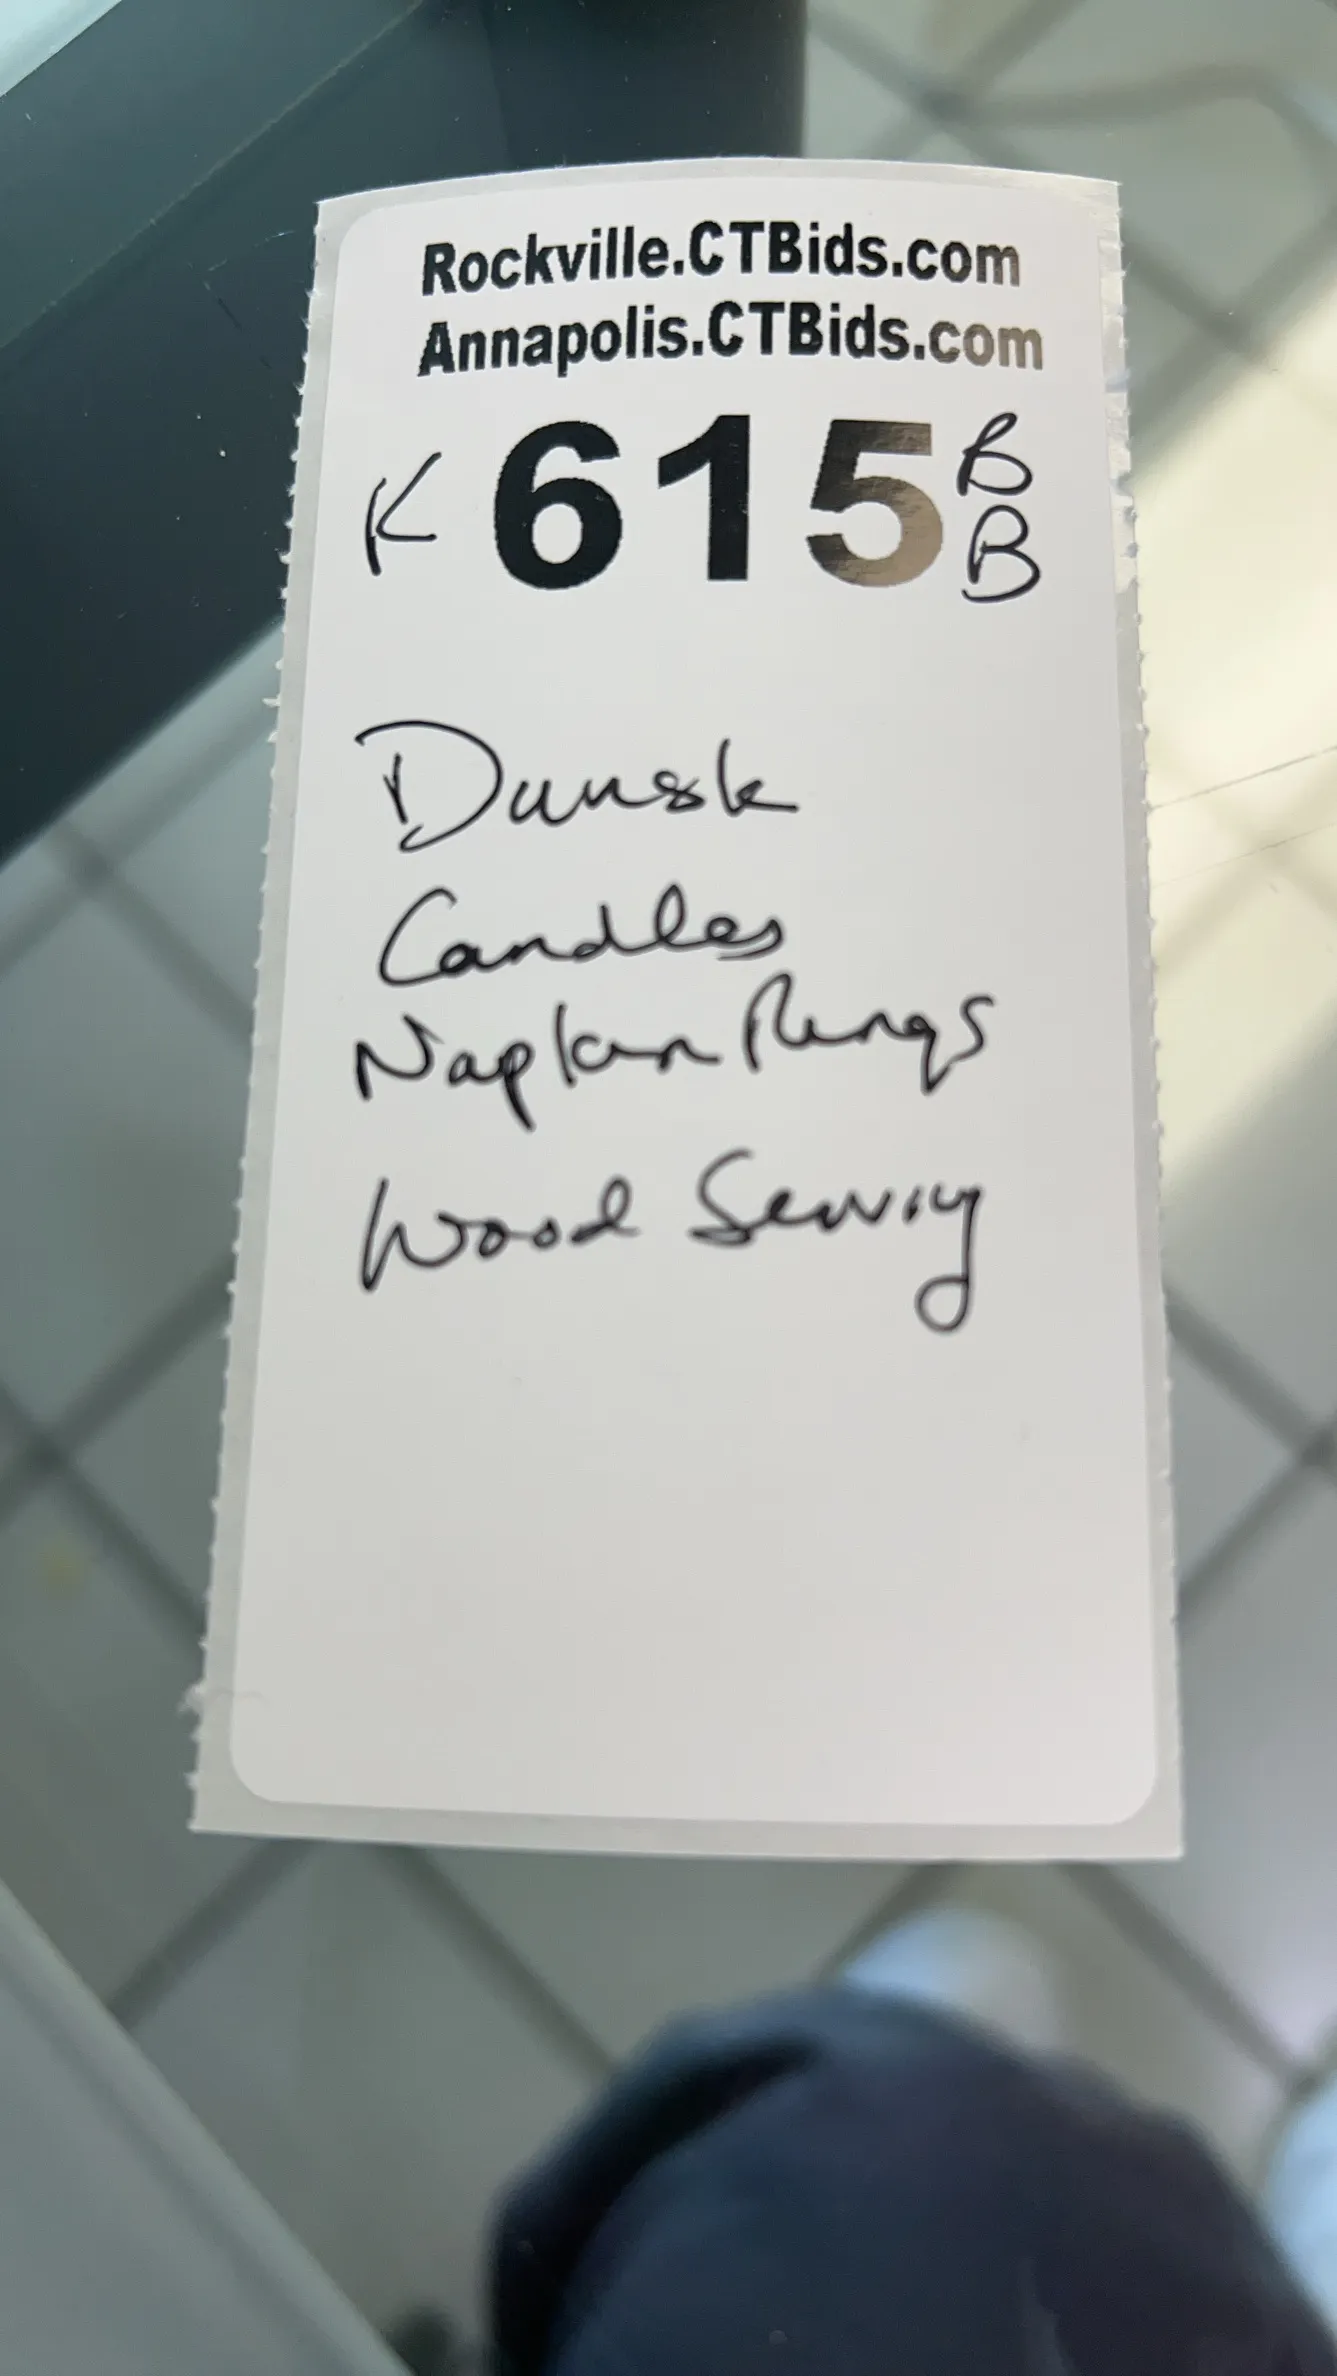 Rockville.CTBids.com
Annapolis.CTBids.com
K 615 B
B
Dansk
Candles
Napkin Rings
Wood Serving